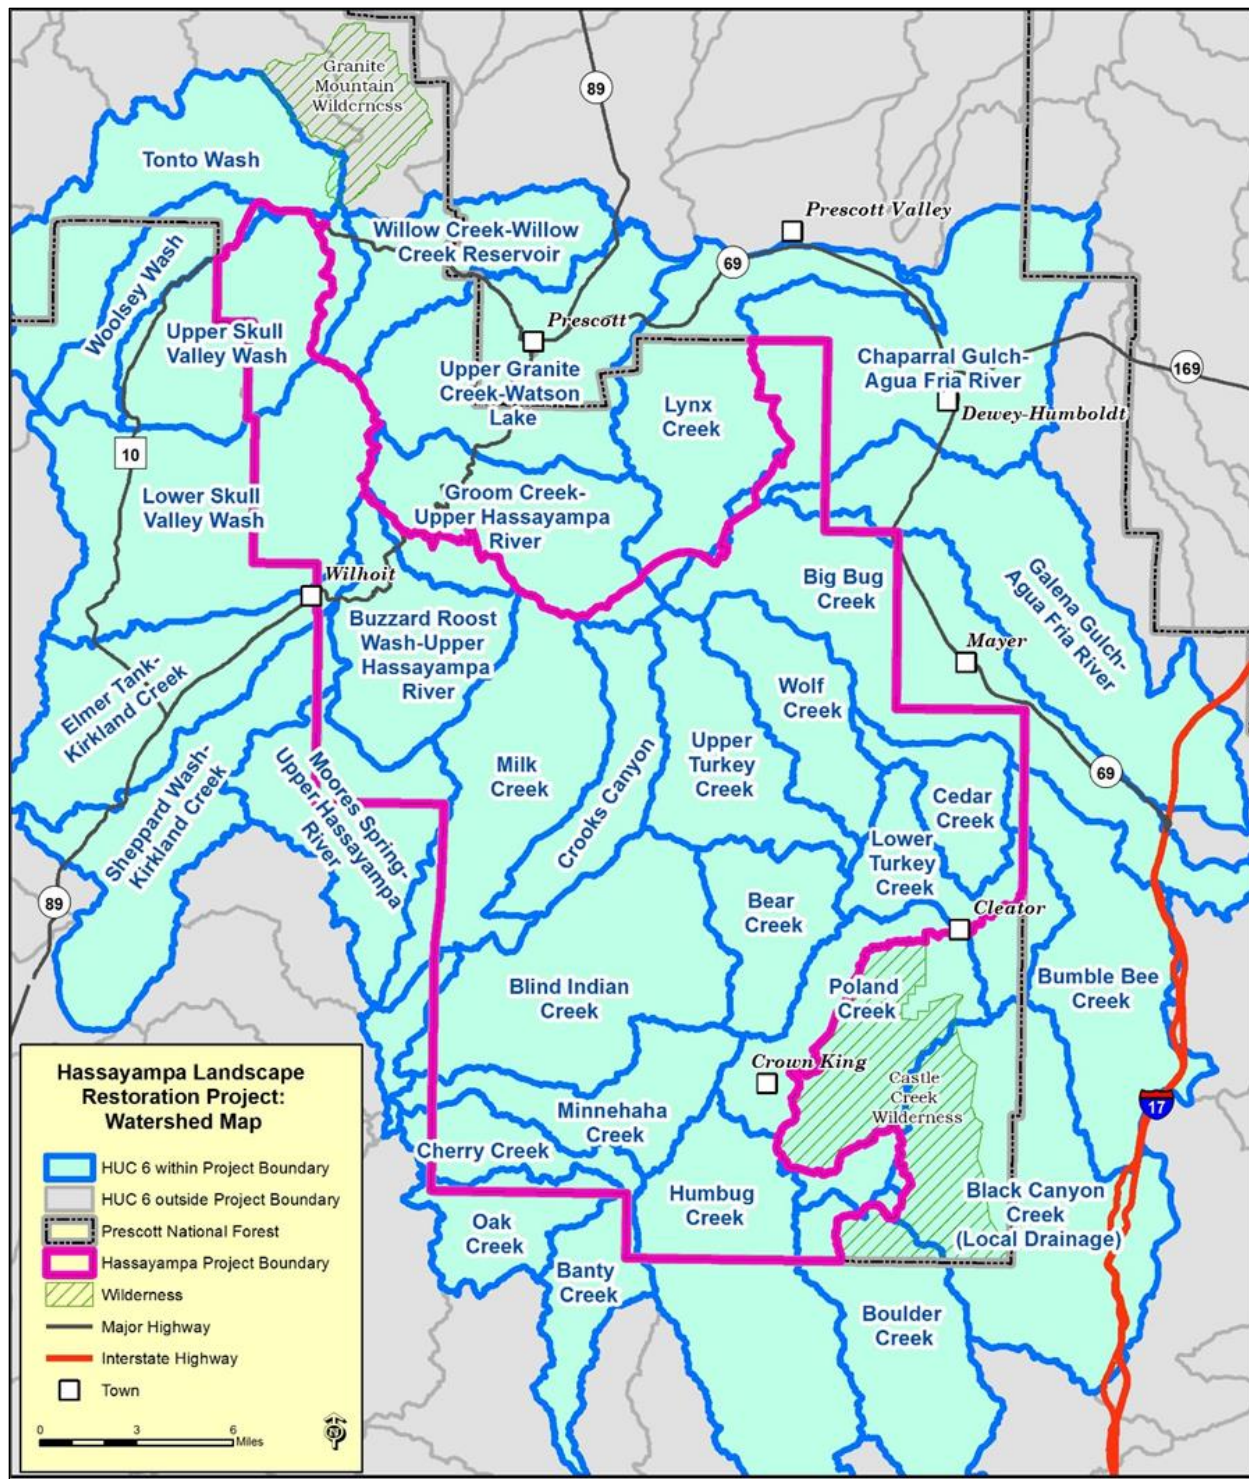 Granite
Mountain
Wilderness
89
Tonto Wash
Willow Creek-Willow
Creek Reservoir
Prescott Valley
69
Woolsey Wash
Upper Skull
Valley Wash
Prescott
Upper Granite
Creek-Watson
Lake
Chaparral Gulch-
Agua Fria River
169
Lynx
Creek
Dewey-Humboldt
10
Lower Skull
Valley Wash
Groom Creek-
Upper Hassayampa
River
Wilhoit
Big Bug
Creek
Galena Gulch-
Agua Fria River
Buzzard Roost
Wash-Upper
Hassayampa
River
Mayer
Elmer Tank-
Kirkland Creek
Wolf
Creek
Sheppard Wash-
Kirkland Creek
Moores Spring-
Upper Hassayampa
River
Milk
Creek
Crooks Canyon
Upper
Turkey
Creek
69
Cedar
Creek
Lower
Turkey
Creek
89
Bear
Creek
Cleator
Blind Indian
Creek
Poland
Creek
Bumble Bee
Creek
Crown King
Castle
Creek
Wilderness
17
Minnehaha
Creek
Cherry Creek
Humbug
Creek
Black Canyon
Creek
(Local Drainage)
Oak
Creek
Banty
Creek
Boulder
Creek
Hassayampa Landscape
Restoration Project:
Watershed Map
HUC 6 within Project Boundary
HUC 6 outside Project Boundary
Prescott National Forest
Hassayampa Project Boundary
Wilderness
Major Highway
Interstate Highway
Town
0 3 6
Miles
N